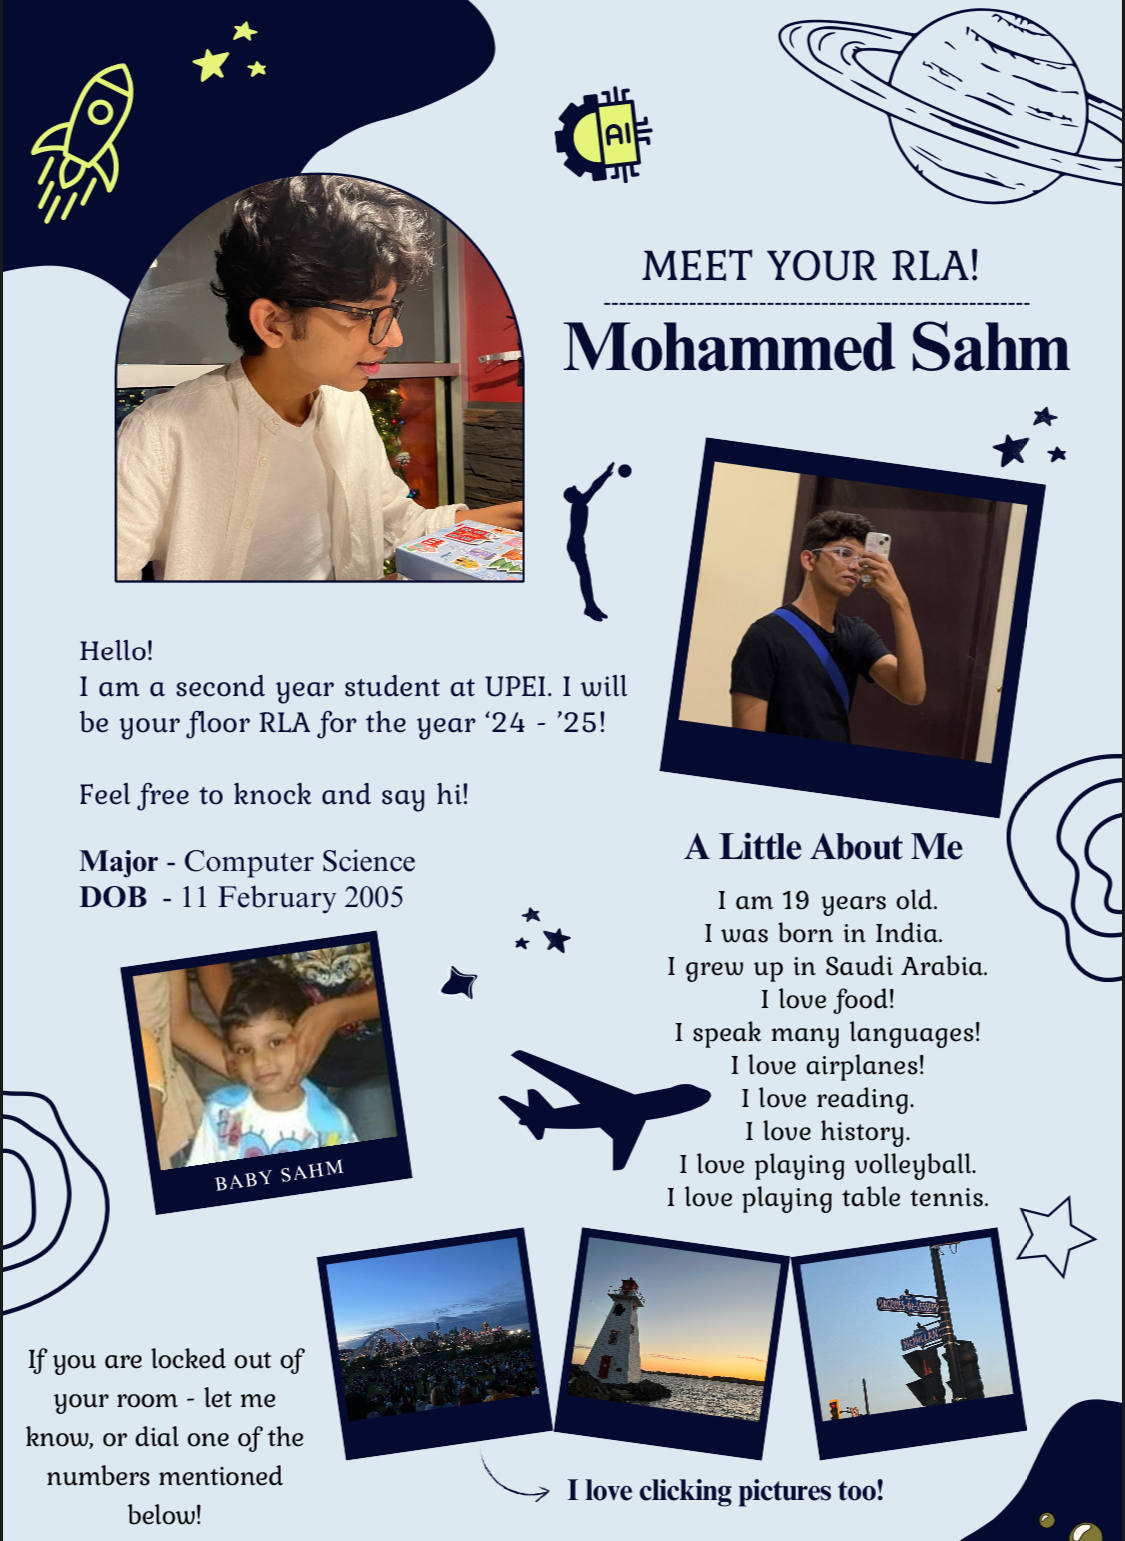 AI
MEET YOUR RLA!
Mohammed Sahm
Hello!
I am a second year student at UPEI. I will
be your floor RLA for the year ‘24 - ’25!
Feel free to knock and say hi!
Major - Computer Science
DOB - 11 February 2005
BABY SAHM
A Little About Me
I am 19 years old.
I was born in India.
I grew up in Saudi Arabia.
I love food!
I speak many languages!
I love airplanes!
I love reading.
I love history.
I love playing volleyball.
I love playing table tennis.
McMILLAN
If you are locked out of
your room - let me
know, or dial one of the
numbers mentioned
below!
I love clicking pictures too!